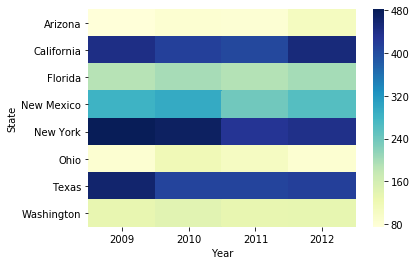 State
Arizona
California
Florida
New Mexico
New York
Ohio
Texas
Washington
2009 2010 2011 2012
Year
480
400
320
240
160
80